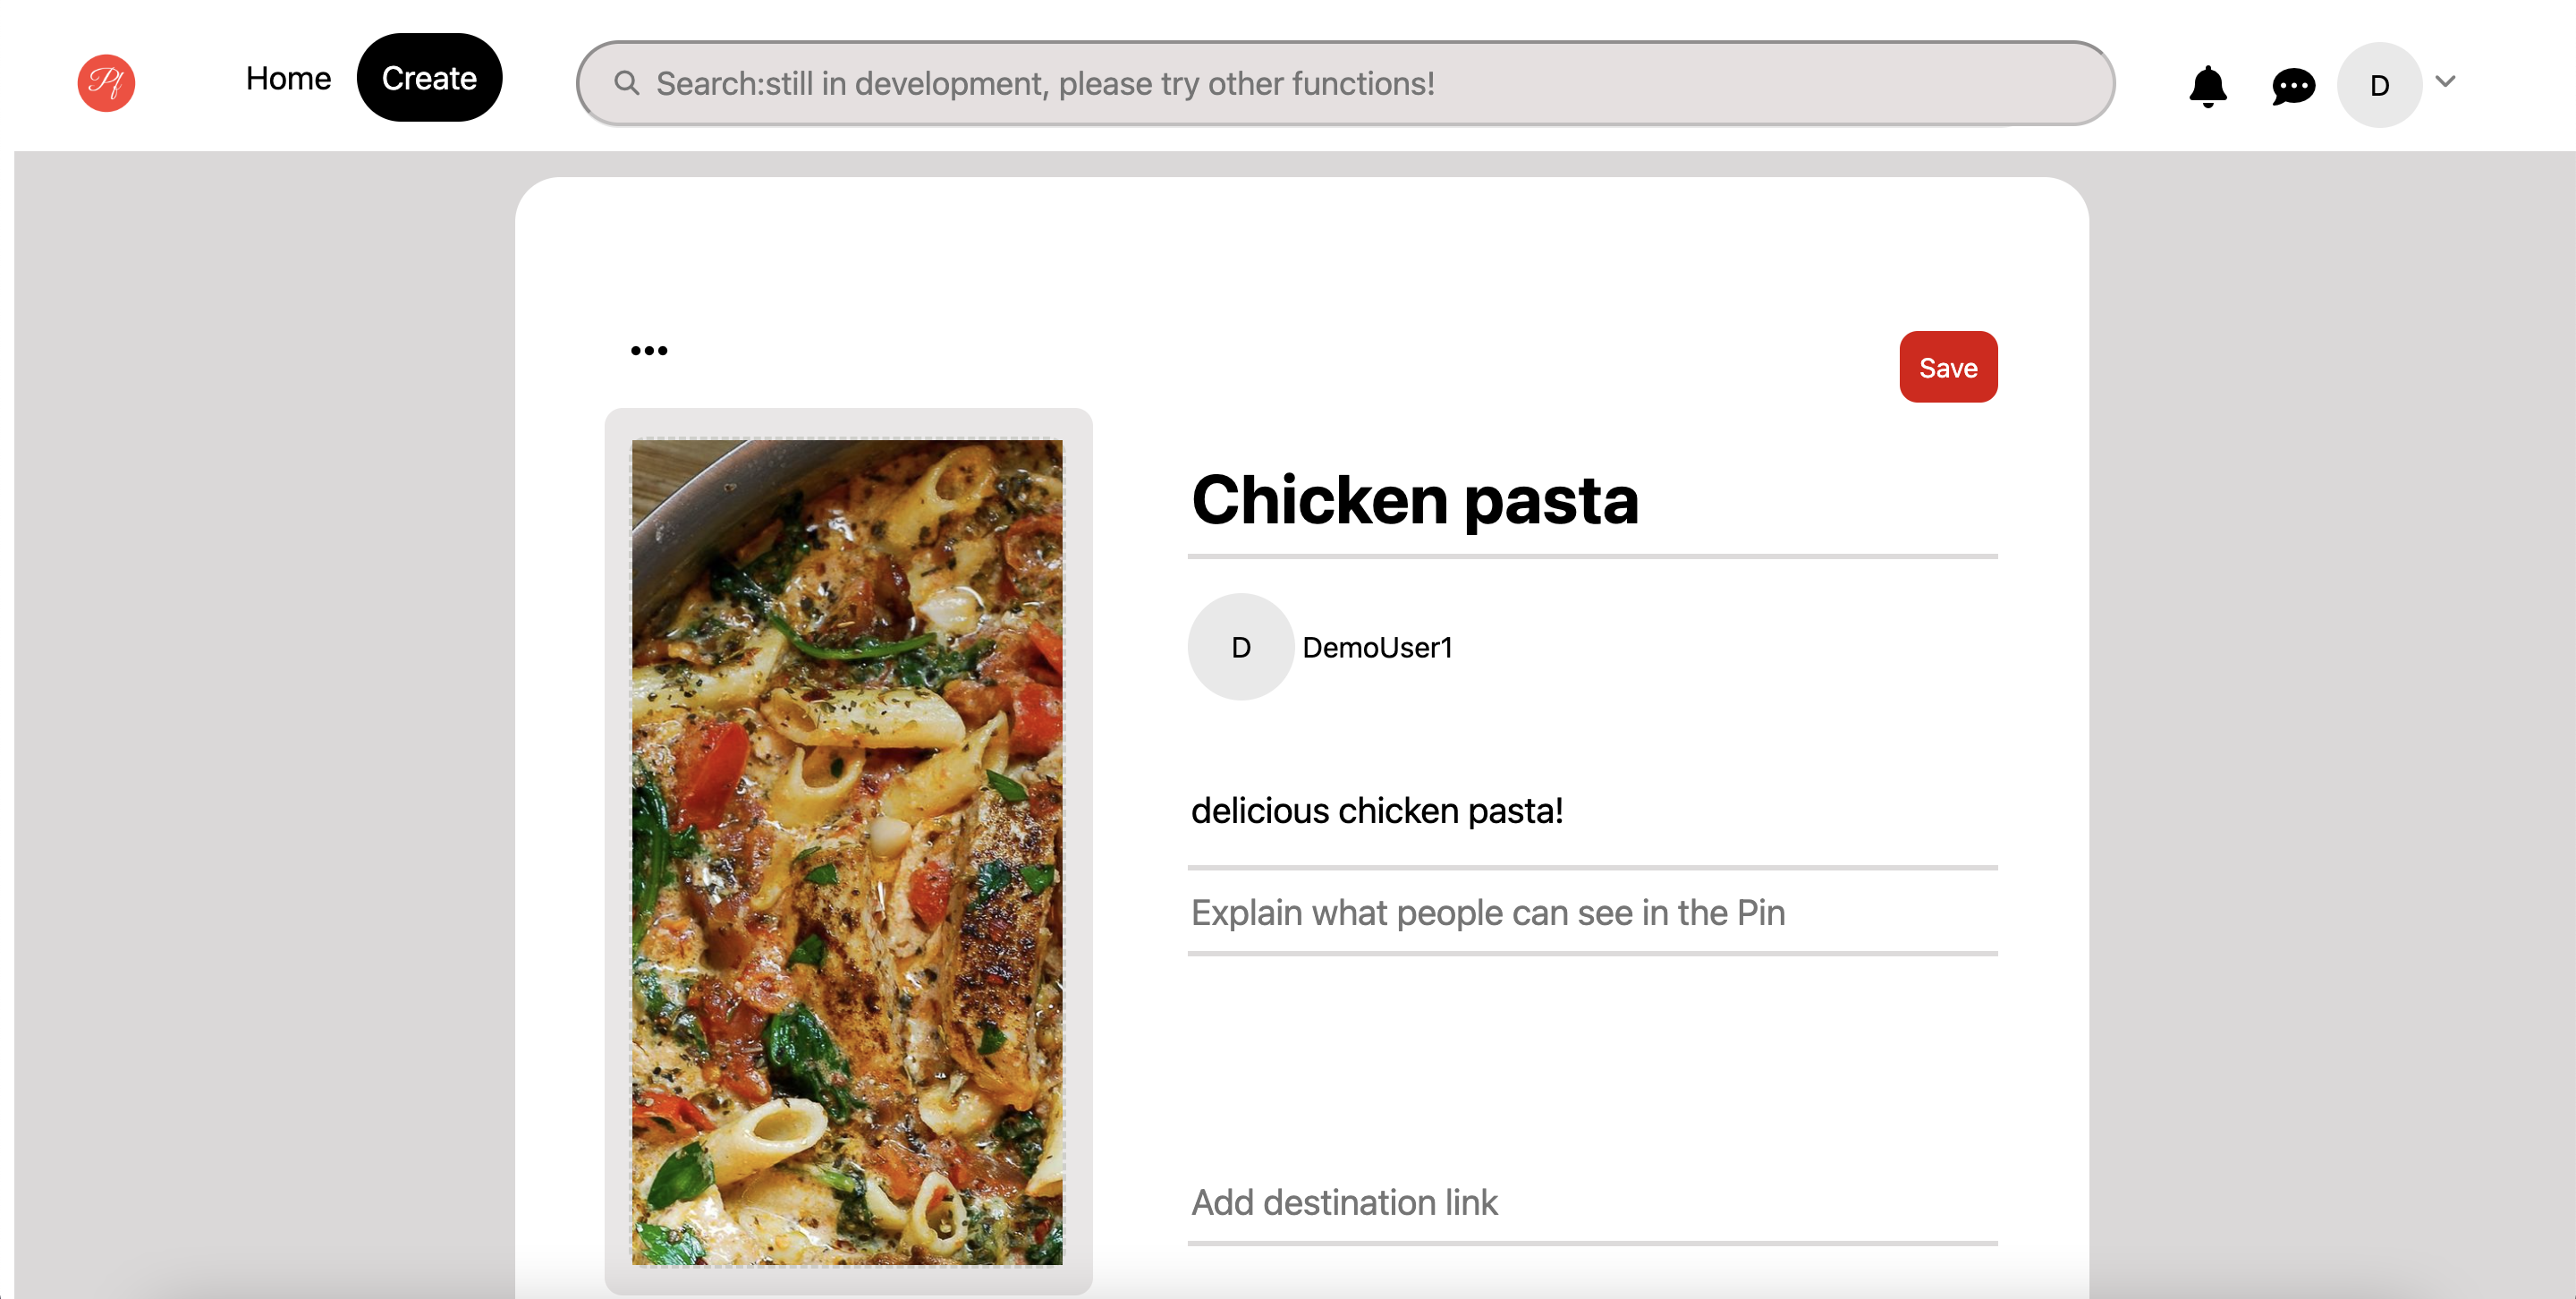 Pf
Home
Create
Search:still in development, please try other functions!
D
Save
Chicken pasta
D
DemoUser1
delicious chicken pasta!
Explain what people can see in the Pin
Add destination link